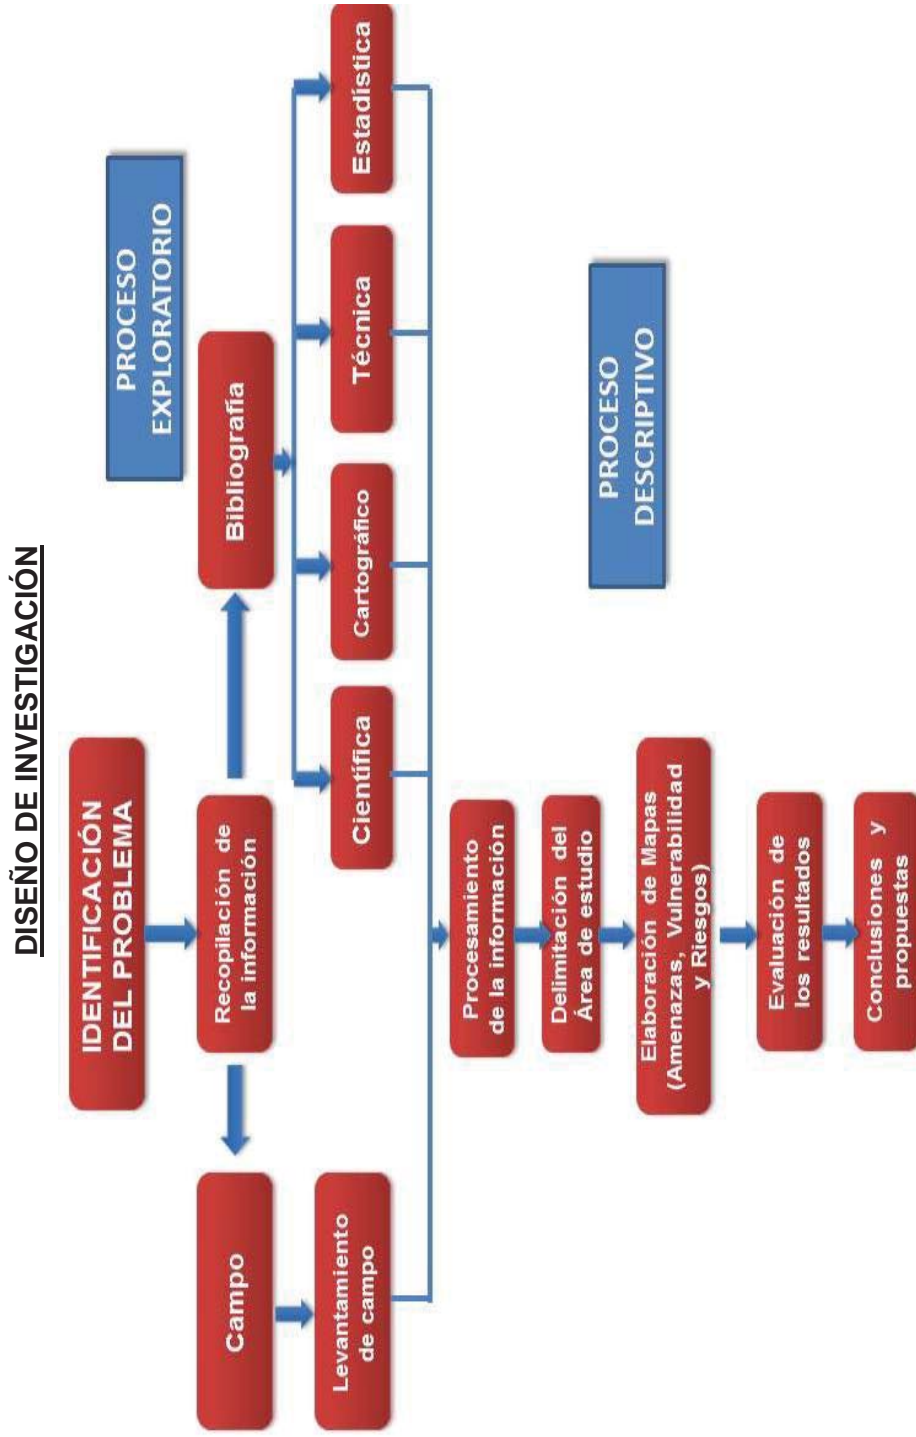 DISEÑO DE INVESTIGACIÓN
IDENTIFICACIÓN
DEL PROBLEMA
PROCESO
EXPLORATORIO
Recopilación de
la información
Campo
Bibliografía
Levantamiento
de campo
Científica
Cartográfico
Técnica
Estadística
Procesamiento
de la información
Delimitación del
Área de estudio
PROCESO
DESCRIPTIVO
Elaboración de Mapas
(Amenazas, Vulnerabilidad
y Riesgos)
Evaluación de
los resultados
Conclusiones y
propuestas